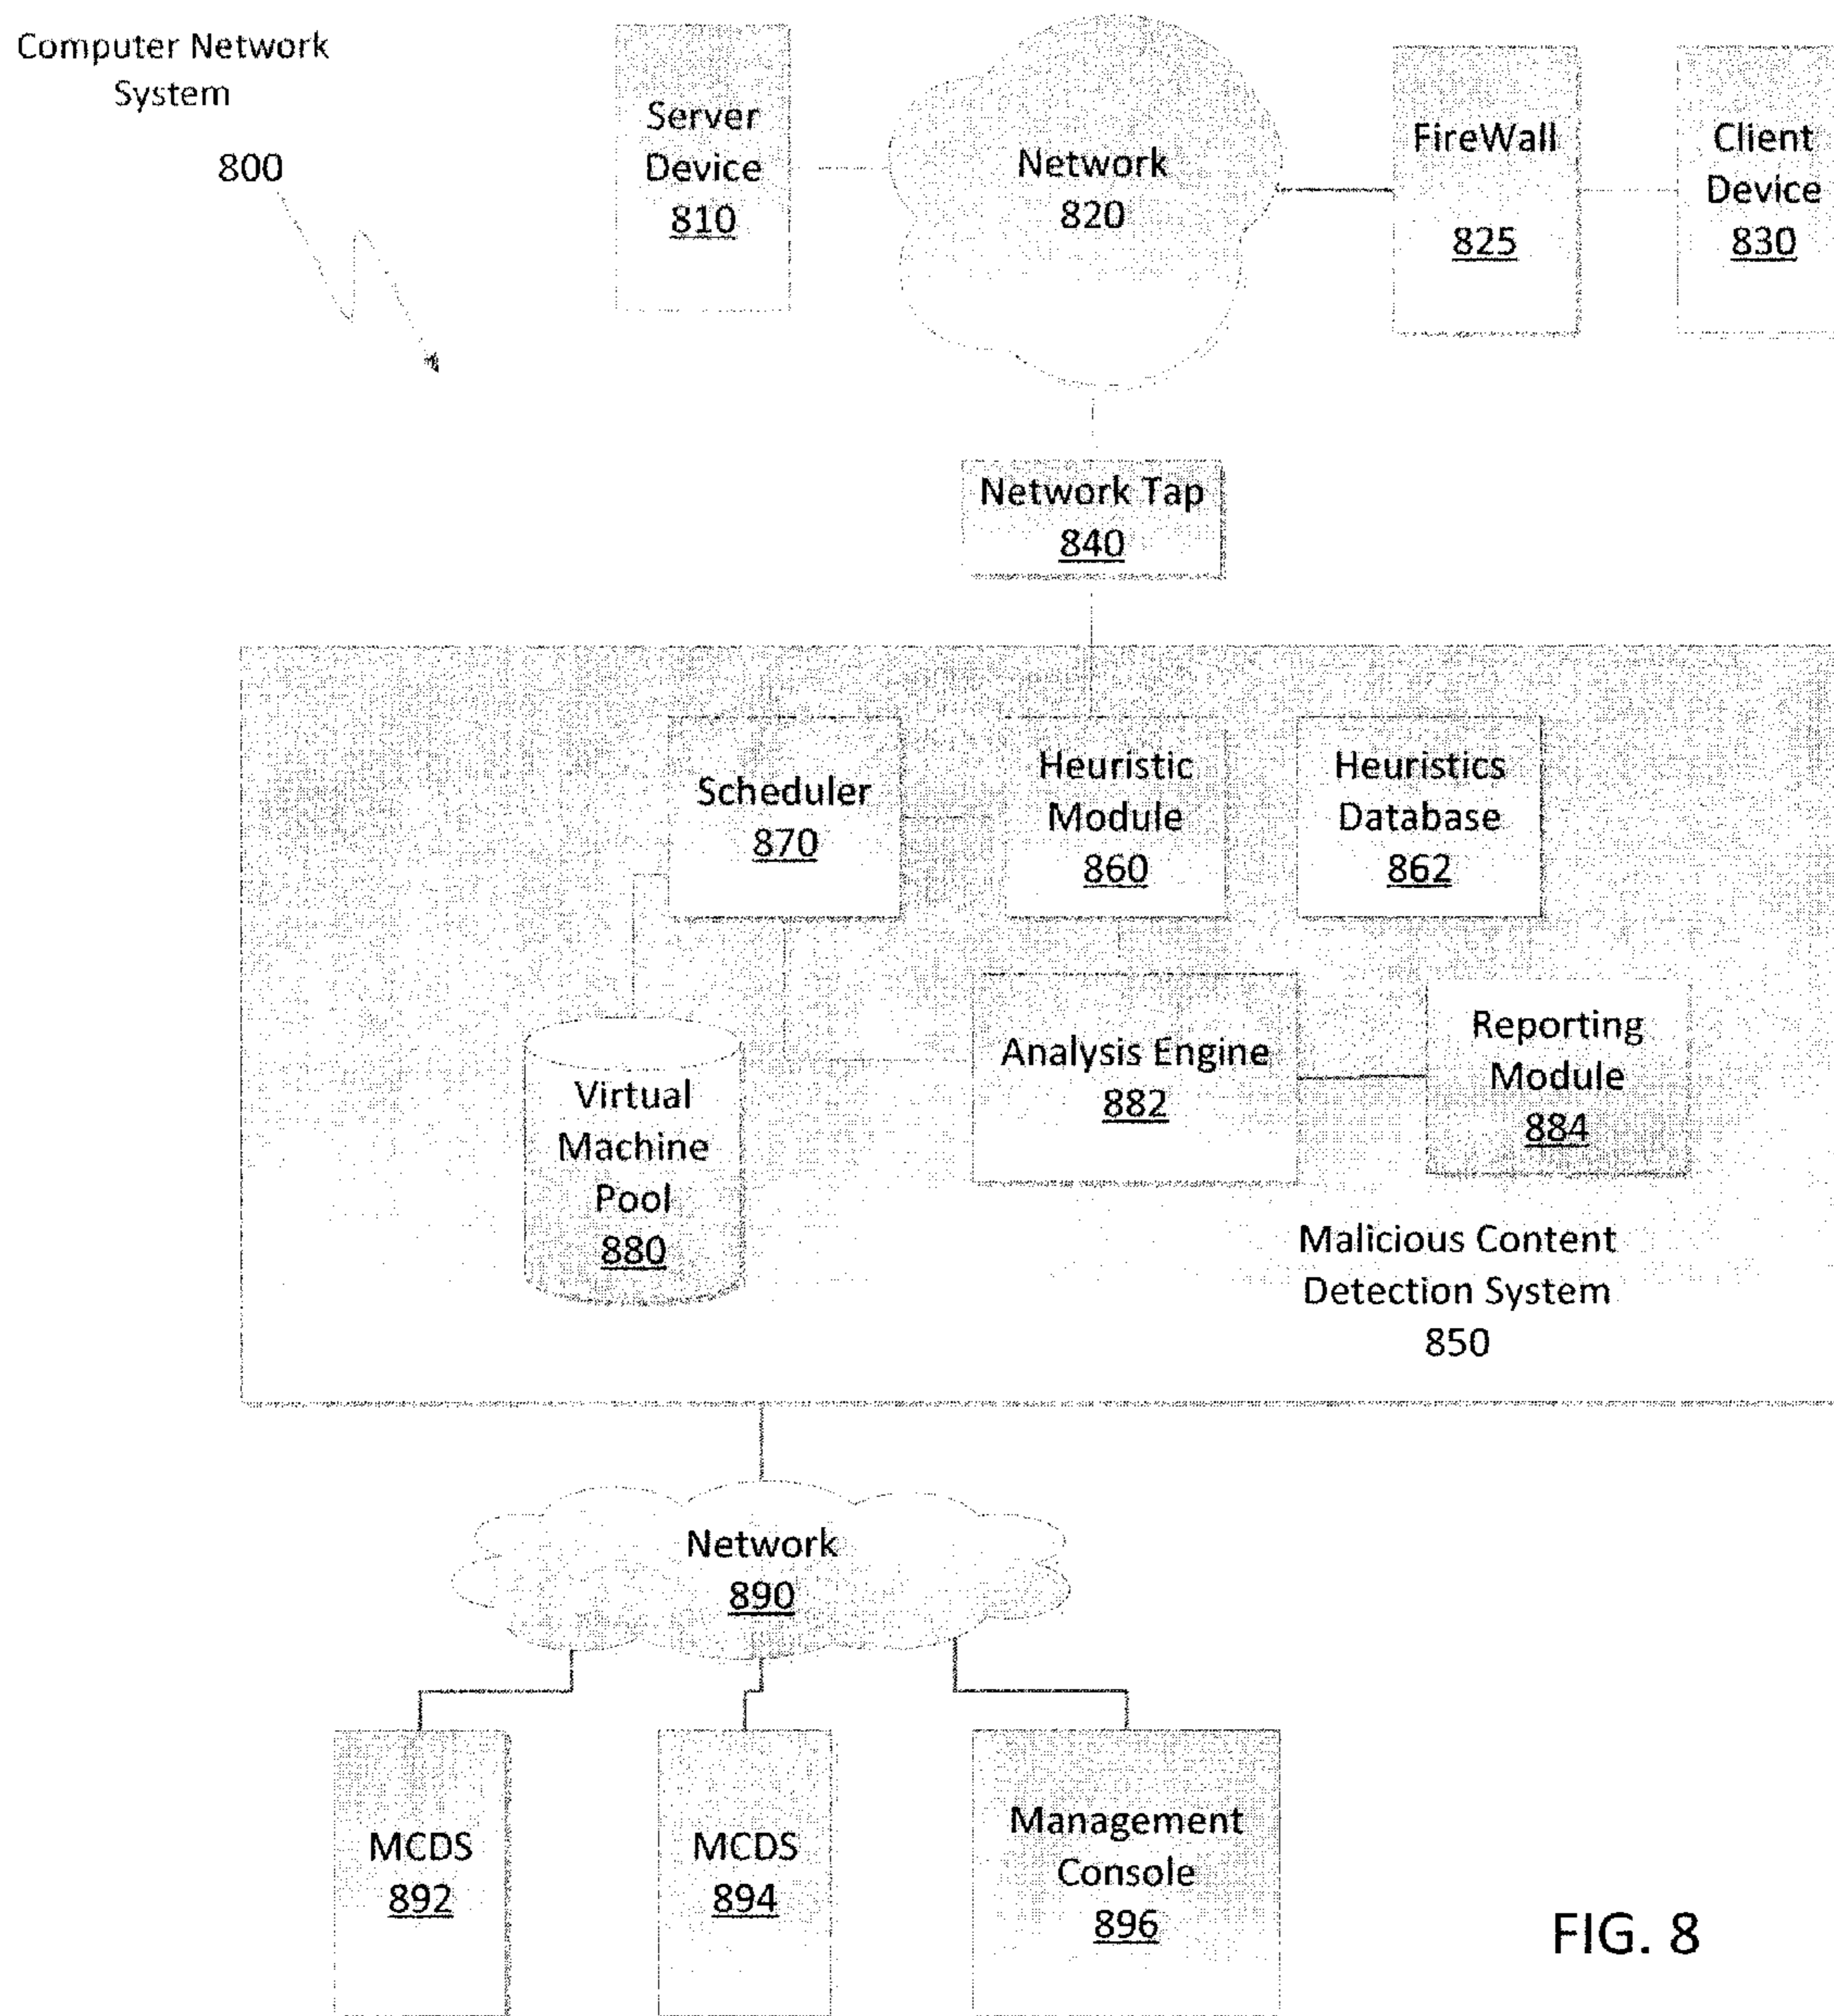 Computer Network
System
800
Server
Device
810
Network
820
FireWall
825
Client
Device
830
Network Tap
840
Scheduler
870
Heuristic
Module
860
Heuristics
Database
862
Virtual
Machine
Pool
880
Analysis Engine
882
Reporting
Module
884
Malicious Content
Detection System
850
Network
890
MCDS
892
MCDS
894
Management
Console
896
FIG. 8